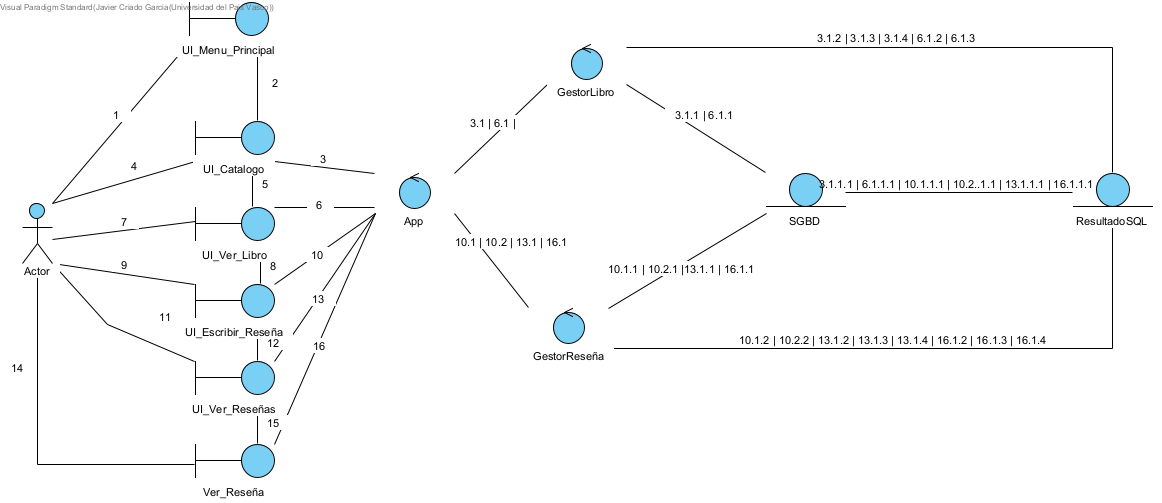 Visual Paradigm Standard(Javier Criado Garcia(Universidad del Pais Vasco))
UI_Menu_Principal
2
1
4
UI_Catalogo
3
5
7
6
UI_Ver_Libro
8
9
10
Actor
UI_Escribir_Reseña
11
12
13
16
14
UI_Ver_Reseñas
15
Ver_Reseña
App
3.1 | 6.1 |
10.1 | 10.2 | 13.1 | 16.1
GestorLibro
3.1.2 | 3.1.3 | 3.1.4 | 6.1.2 | 6.1.3
3.1.1 | 6.1.1
3.1.1.1 | 6.1.1.1 | 10.1.1.1 | 10.2..1.1 | 13.1.1.1 | 16.1.1.1
SGBD
ResultadoSQL
10.1.1 | 10.2.1 |13.1.1 | 16.1.1
GestorReseña
10.1.2 | 10.2.2 | 13.1.2 | 13.1.3 | 13.1.4 | 16.1.2 | 16.1.3 | 16.1.4